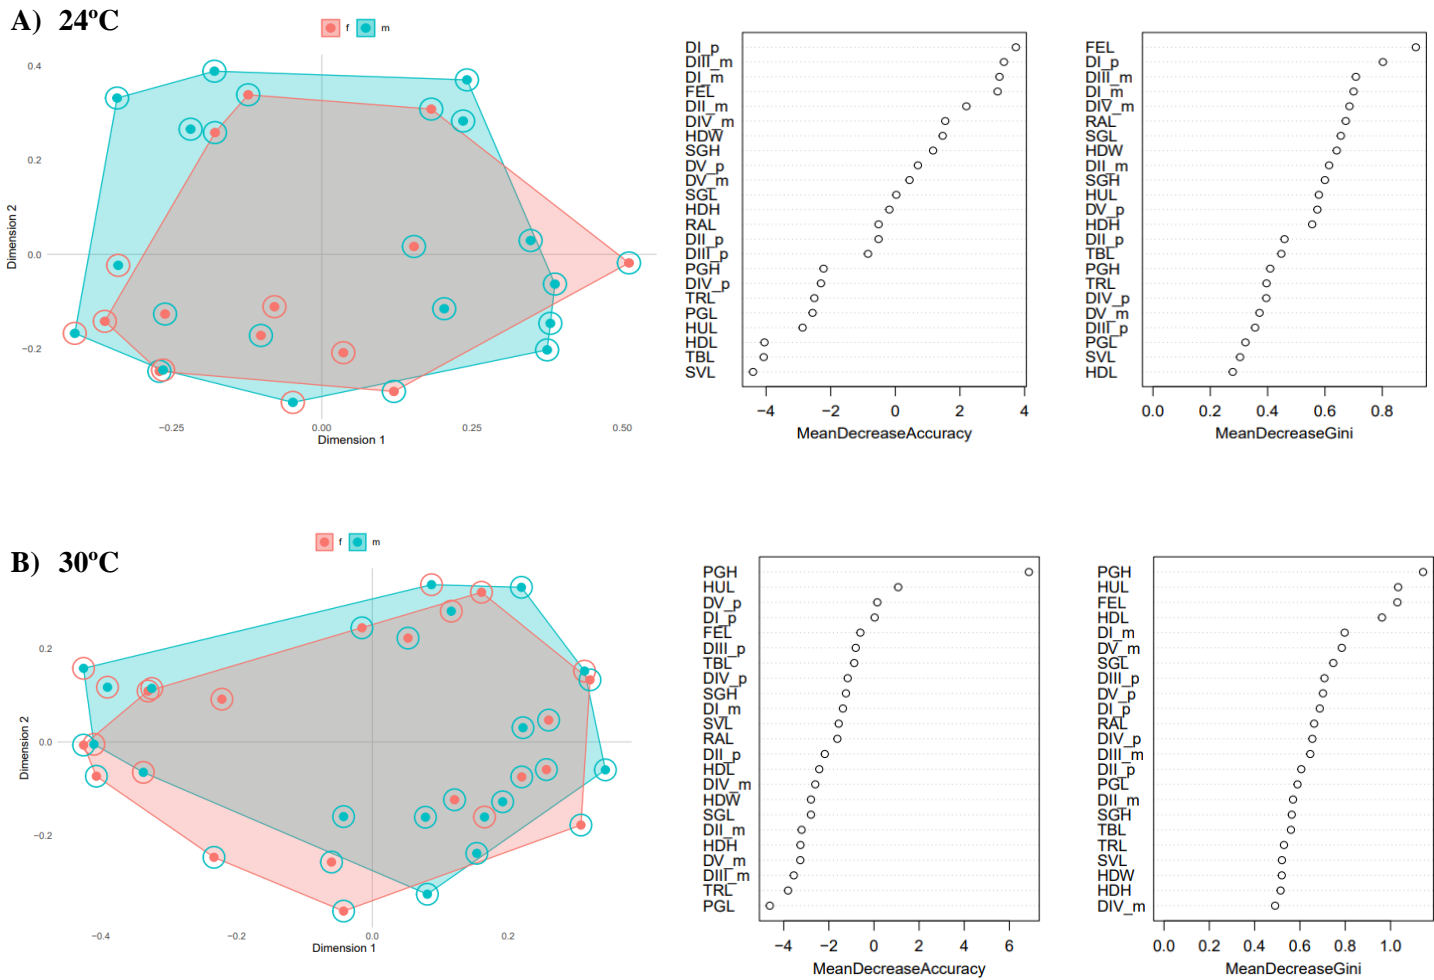 A) 24ºC
f m
0.4
0.2
0.0
−0.2
Dimension 2
−0.25 0.00 0.25 0.50
Dimension 1
DI_p
DIII_m
DI_m
FEL
DII_m
DIV_m
HDW
SGH
DV_p
DV_m
SGL
HDH
RAL
DII_p
DIII_p
PGH
DIV_p
TRL
PGL
HUL
HDL
TBL
SVL
−4 −2 0 2 4
MeanDecreaseAccuracy
FEL
DI_p
DIII_m
DI_m
DIV_m
RAL
SGL
HDW
DII_m
SGH
HUL
DV_p
HDH
DII_p
TBL
PGH
TRL
DIV_p
DV_m
DIII_p
PGL
SVL
HDL
0.0 0.2 0.4 0.6 0.8
MeanDecreaseGini
B) 30ºC
f m
0.2
0.0
−0.2
Dimension 2
−0.4 −0.2 0.0 0.2
Dimension 1
PGH
HUL
DV_p
DI_p
FEL
DIII_p
TBL
DIV_p
SGH
DI_m
SVL
RAL
DII_p
HDL
DIV_m
HDW
SGL
DII_m
HDH
DV_m
DIII_m
TRL
PGL
−4 −2 0 2 4 6
MeanDecreaseAccuracy
PGH
HUL
FEL
HDL
DI_m
DV_m
SGL
DIII_p
DV_p
DI_p
RAL
DIV_p
DIII_m
DII_p
PGL
DII_m
SGH
TBL
TRL
SVL
HDW
HDH
DIV_m
0.0 0.2 0.4 0.6 0.8 1.0
MeanDecreaseGini